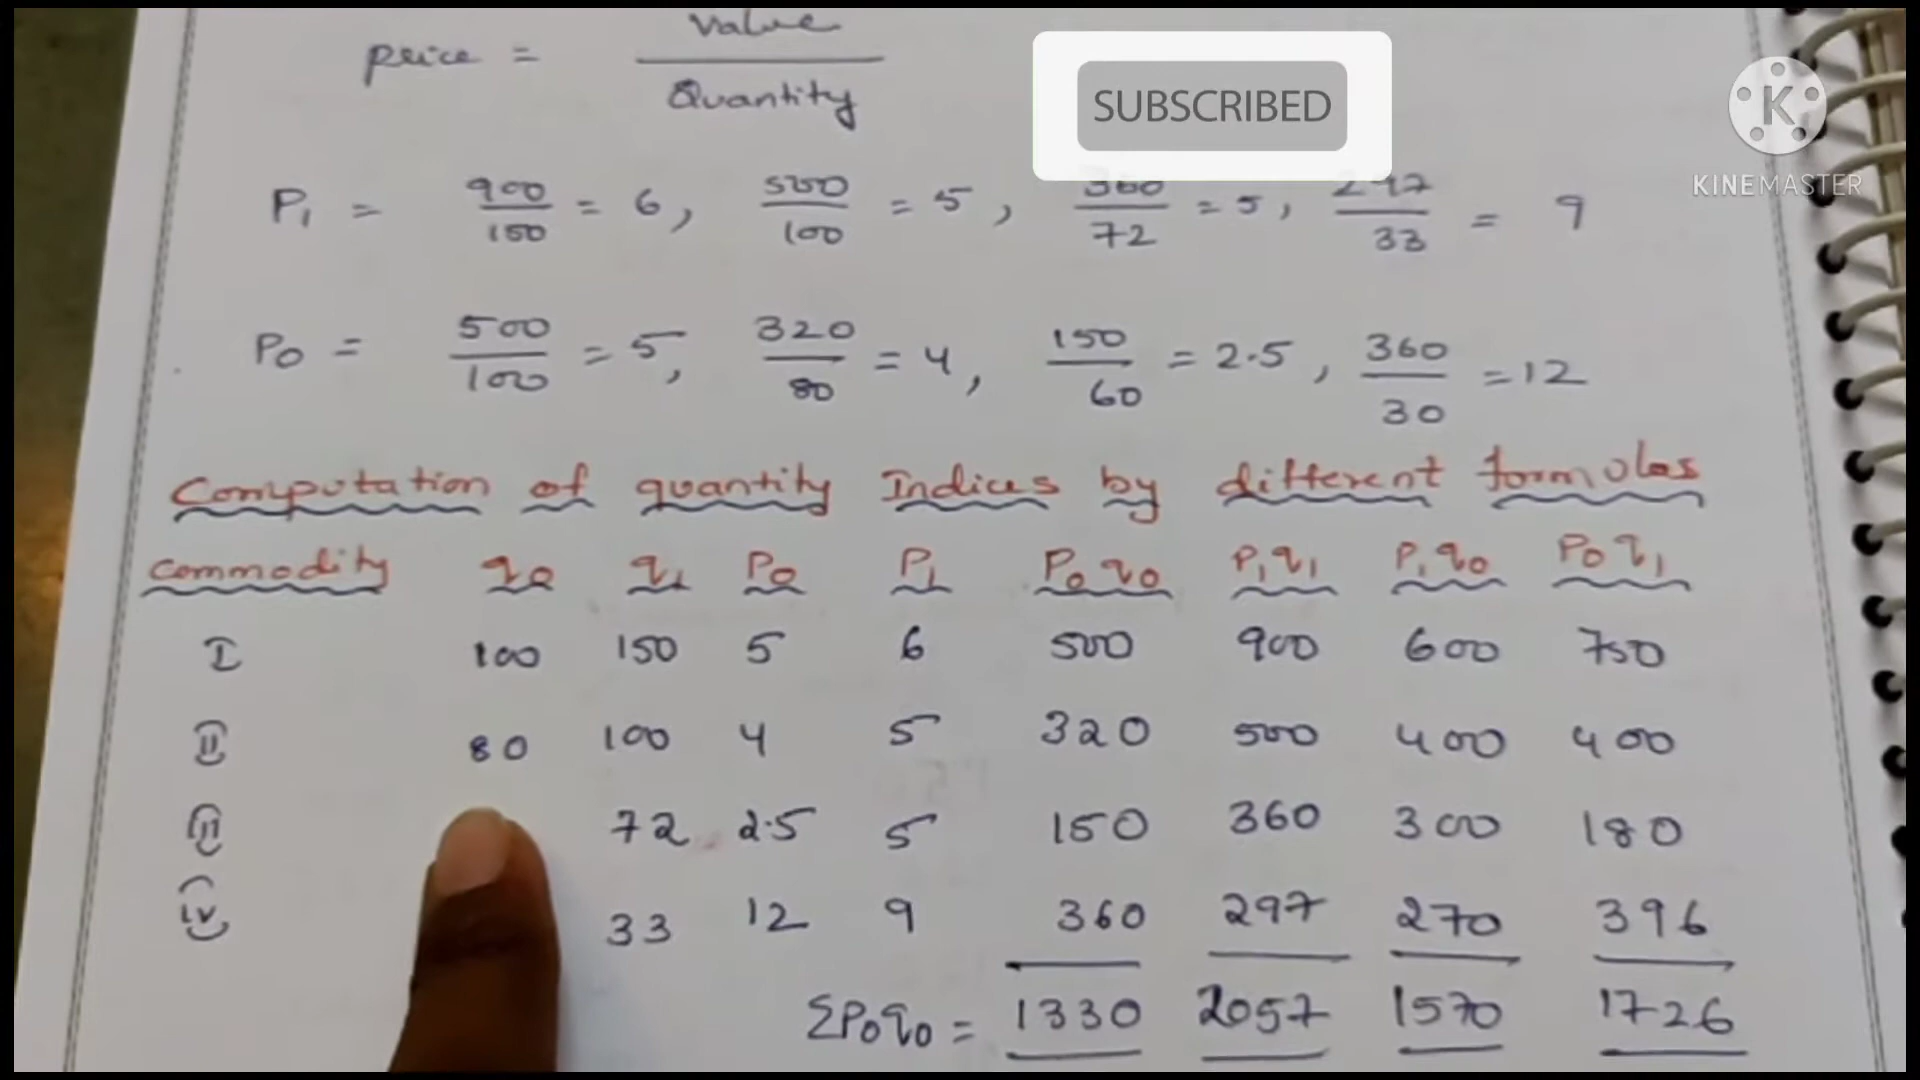 Value
price = ─── Quantity
SUBSCRIBED
K
KINEMASTER
P1 = 900/150 = 6, 500/100 = 5, 360/72 = 5, 297/33 = 9
P0 = 500/100 = 5, 320/80 = 4, 150/60 = 2.5, 360/30 = 12
Computation of quantity Indices by different formulas
Commodity q0 q1 P0 P1 P0q0 P1q1 P1q0 P0q1
I 100 150 5 6 500 900 600 750
II 80 100 4 5 320 500 400 400
III 72 2.5 5 150 360 300 180
IV 33 12 9 360 297 270 396
ΣP0q0 = 1330 2057 1570 1726